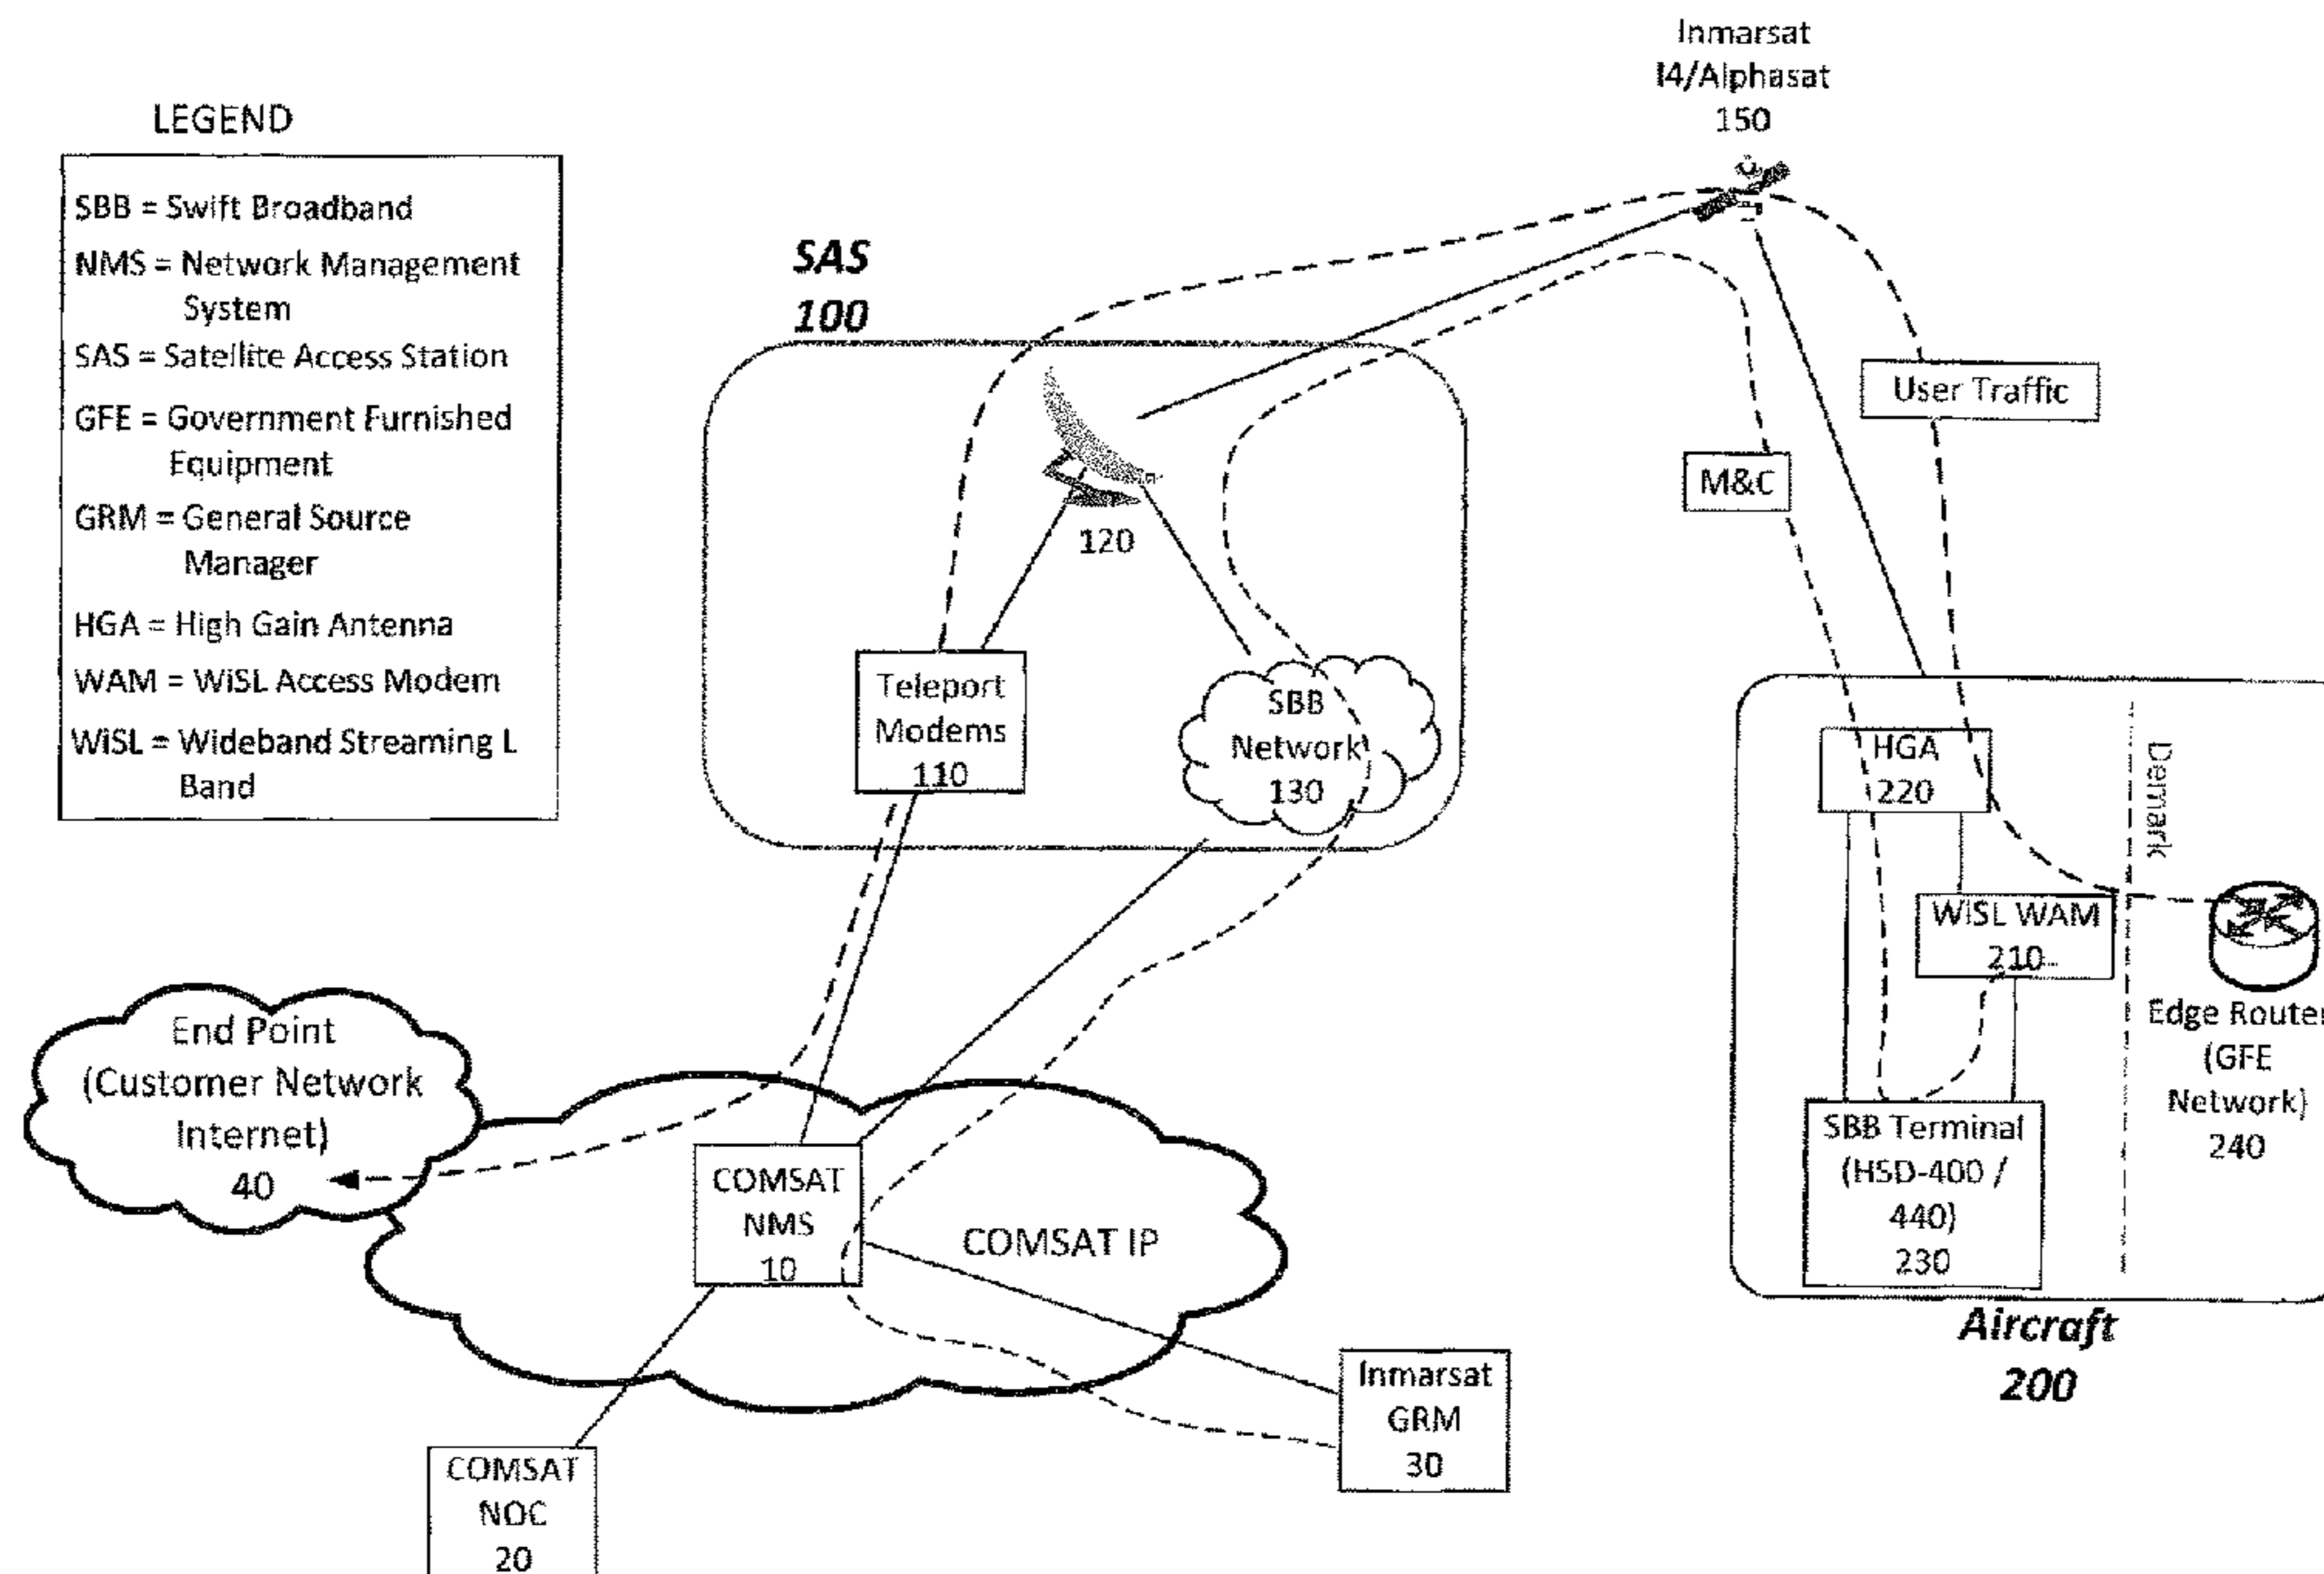 LEGEND
SBB = Swift Broadband
NMS = Network Management
System
SAS = Satellite Access Station
GFE = Government Furnished
Equipment
GRM = General Source
Manager
HGA = High Gain Antenna
WAM = WiSL Access Modem
WiSL = Wideband Streaming L
Band
Inmarsat
I4/Alphasat
150
SAS
100
120
Teleport
Modems
110
SBB
Network
130
User Traffic
M&C
HGA
220
Demark
WiSL WAM
210
SBB Terminal
(HSD-400 /
440)
230
Edge Router
(GFE
Network)
240
Aircraft
200
End Point
(Customer Network
Internet)
40
COMSAT
NMS
10
COMSAT IP
Inmarsat
GRM
30
COMSAT
NOC
20